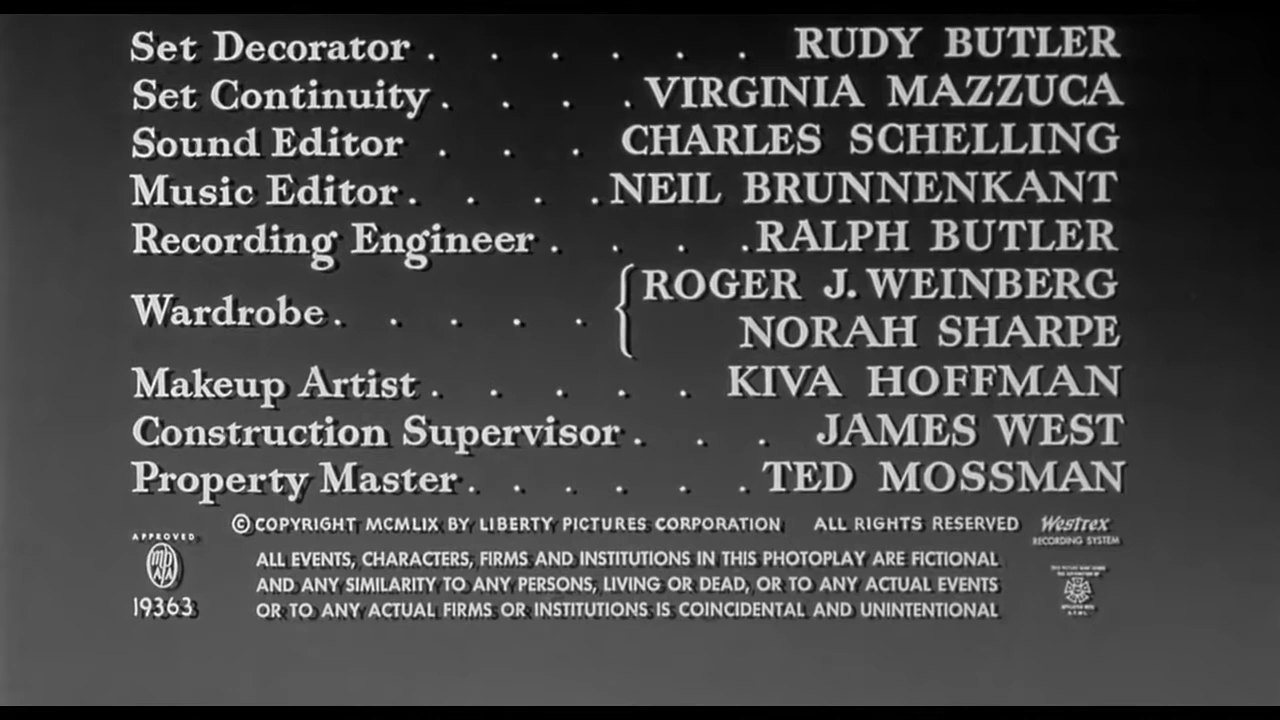 Set Decorator . . . . . . RUDY BUTLER
Set Continuity . . . . VIRGINIA MAZZUCA
Sound Editor . . . CHARLES SCHELLING
Music Editor . . . . NEIL BRUNNENKANT
Recording Engineer . . . . RALPH BUTLER
Wardrobe . . . . . { ROGER J. WEINBERG
NORAH SHARPE
Makeup Artist . . . . . KIVA HOFFMAN
Construction Supervisor . . . JAMES WEST
Property Master . . . . . . TED MOSSMAN
© COPYRIGHT MCMLIX BY LIBERTY PICTURES CORPORATION ALL RIGHTS RESERVED Westrex
RECORDING SYSTEM
APPROVED
MPAA
19363
ALL EVENTS, CHARACTERS, FIRMS AND INSTITUTIONS IN THIS PHOTOPLAY ARE FICTIONAL
AND ANY SIMILARITY TO ANY PERSONS, LIVING OR DEAD, OR TO ANY ACTUAL EVENTS
OR TO ANY ACTUAL FIRMS OR INSTITUTIONS IS COINCIDENTAL AND UNINTENTIONAL